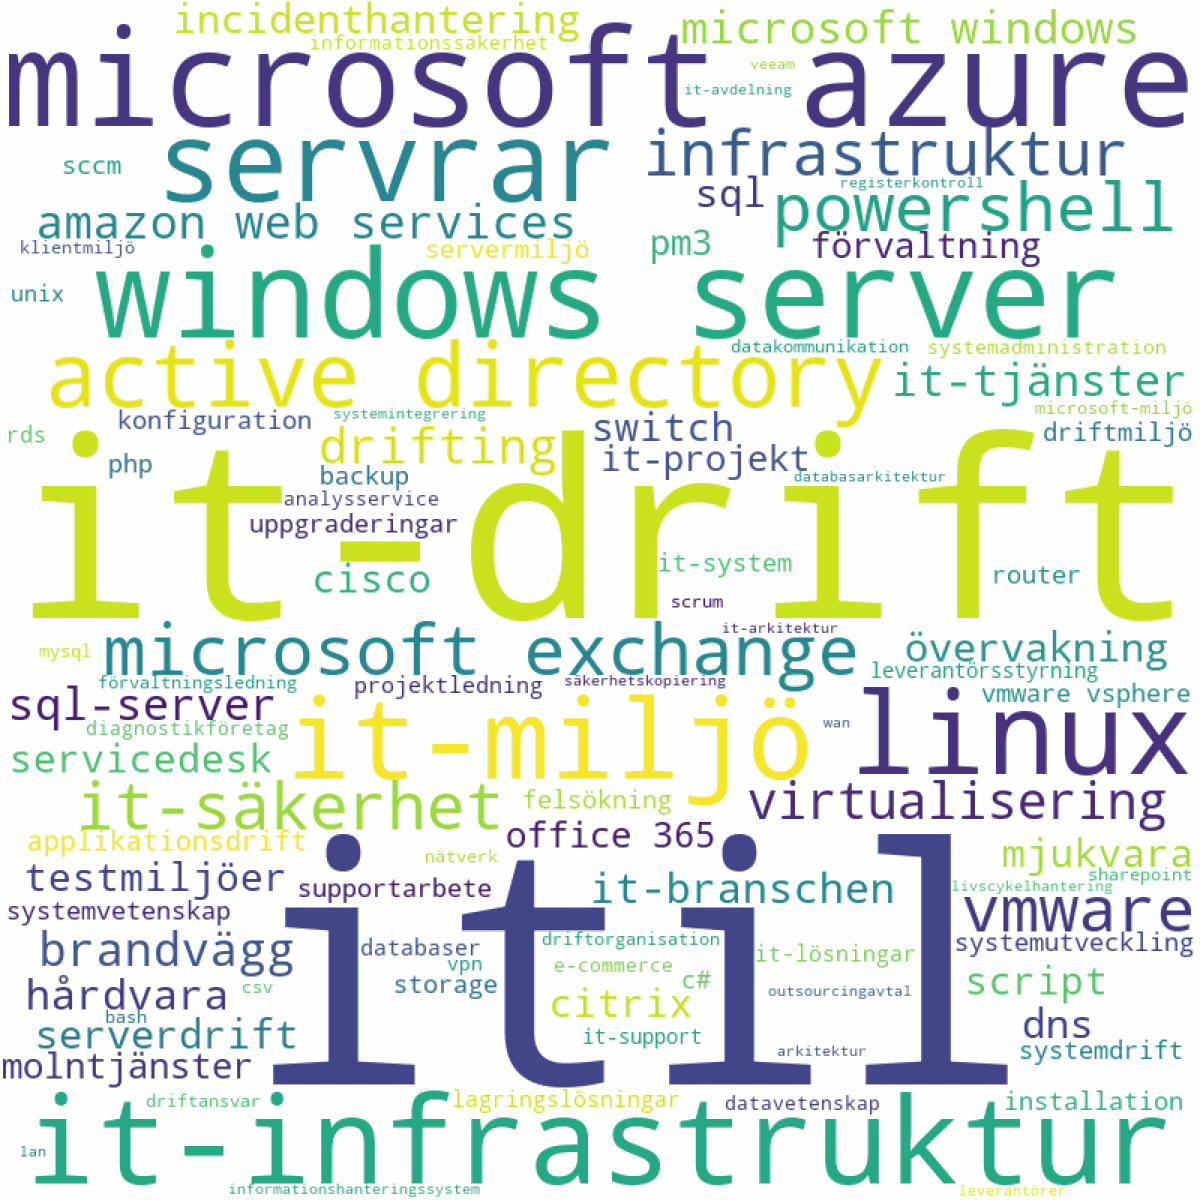 incidenthantering
microsoft windows
informationssäkerhet
microsoft azure
veeam
it-avdelning
servrar
infrastruktur
sccm
registerkontroll
sql
powershell
amazon web services
klientmiljö
servermiljö
pm3
förvaltning
unix
windows server
datakommunikation
systemadministration
active directory
it-tjänster
konfiguration
systemintegrering
microsoft-miljö
rds
drifting
switch
driftmiljö
php
backup
it-projekt
databasarkitektur
analysservice
uppgraderingar
it-drift
cisco
it-system
router
scrum
it-arkitektur
mysql
microsoft exchange
övervakning
leverantörsstyrning
förvaltningsledning
projektledning
säkerhetskopiering
vmware vsphere
sql-server
diagnostikföretag
it-miljö
wan
linux
servicedesk
it-säkerhet
felsökning
virtualisering
applikationsdrift
office 365
nätverk
mjukvara
sharepoint
testmiljöer
supportarbete
it-branschen
livscykelhantering
systemvetenskap
vmware
brandvägg
databaser
driftorganisation
it-lösningar
systemutveckling
vpn
e-commerce
hårdvara
csv
storage
c#
script
citrix
outsourcingavtal
bash
serverdrift
it-support
dns
molntjänster
itil
arkitektur
systemdrift
driftansvar
lagringslösningar
datavetenskap
installation
it-infrastruktur
lan
informationshanteringssystem
leverantörer